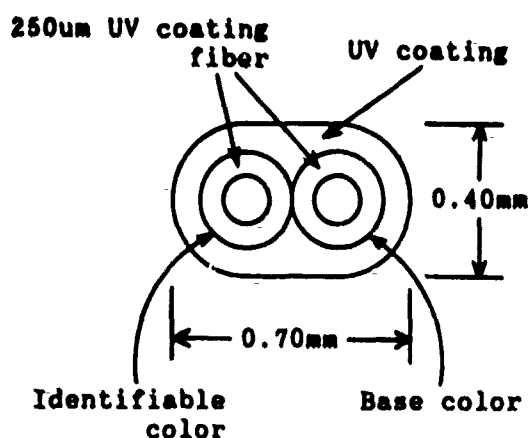 250um UV coating
fiber
UV coating
0.40mm
0.70mm
Identifiable
color
Base color